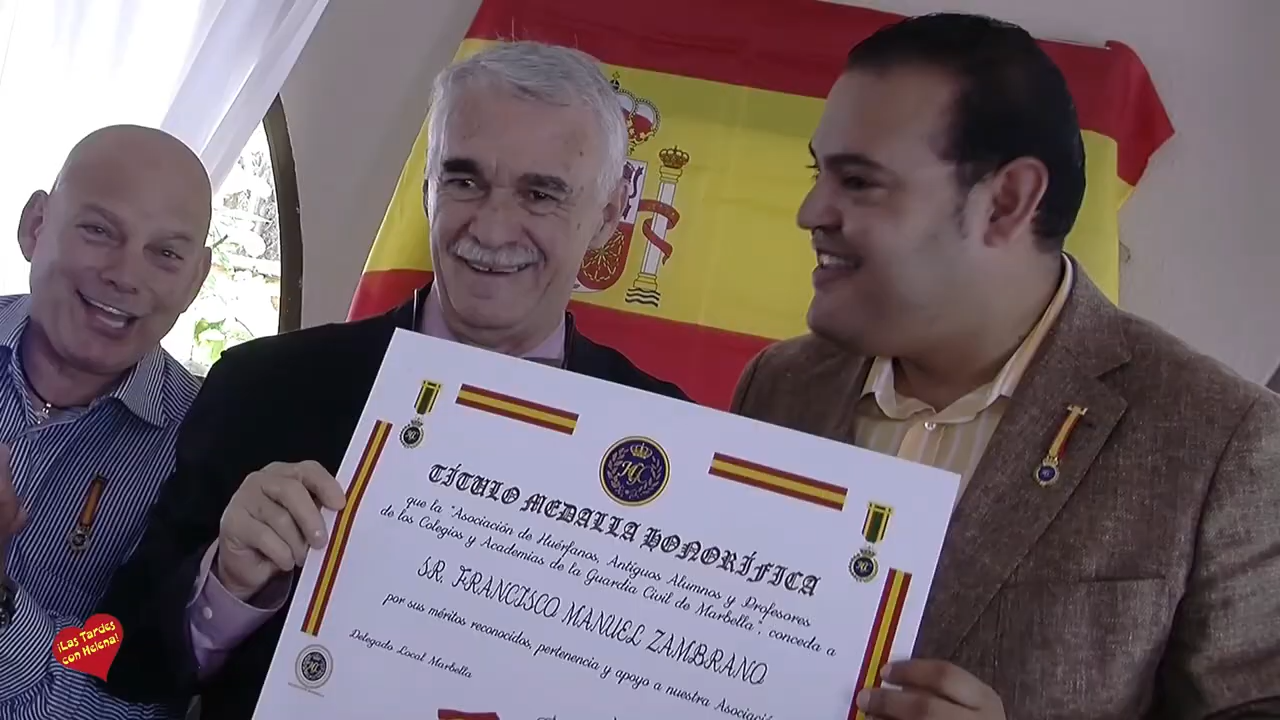 TÍTULO MEDALLA HONORÍFICA
que la "Asociación de Huérfanos, Antiguos Alumnos y Profesores
de los Colegios y Academias de la Guardia Civil de Marbella", conceda a
SR. FRANCISCO MANUEL ZAMBRANO
por sus méritos reconocidos, pertenencia y apoyo a nuestra
Delegado Local Marbella
¡Las Tardes
con Helena!